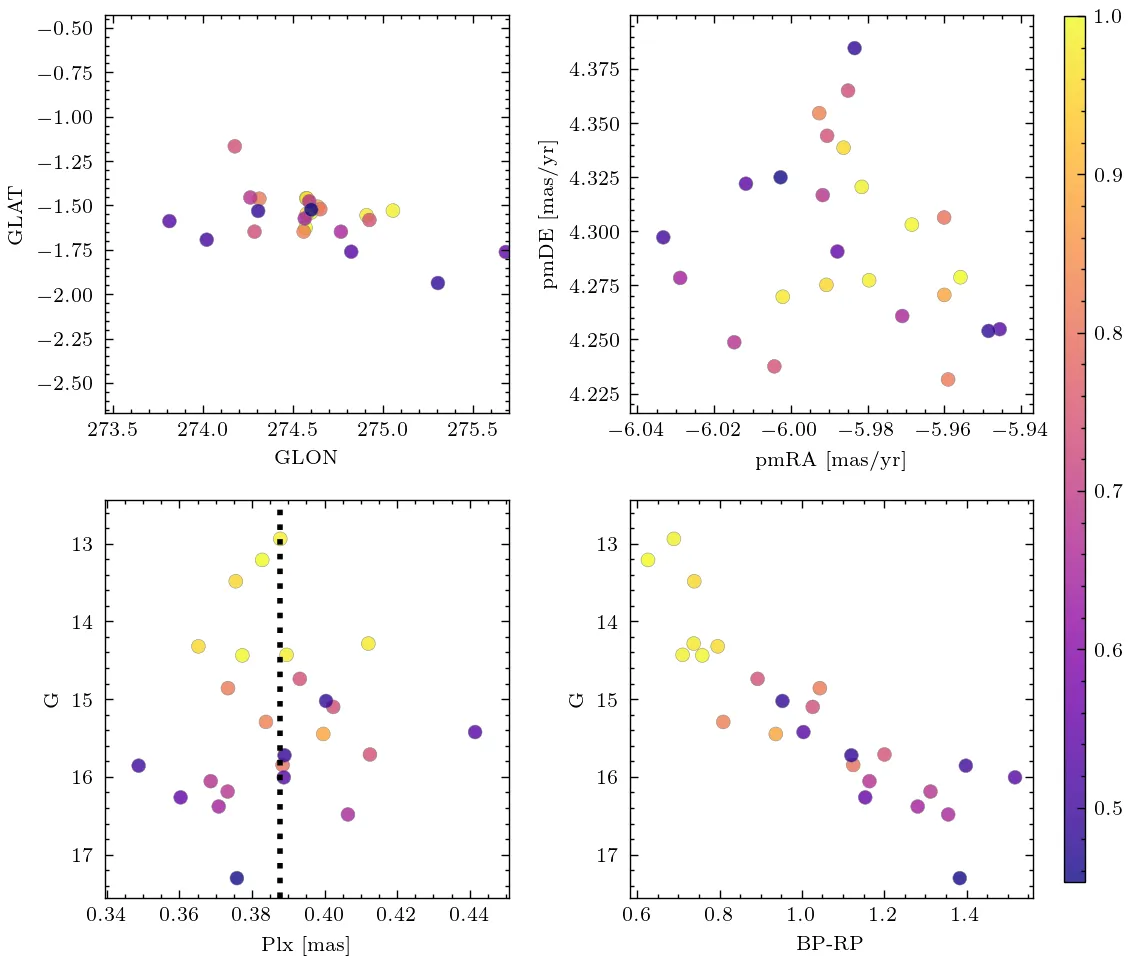 −0.50
−0.75
−1.00
−1.25
−1.50
−1.75
−2.00
−2.25
−2.50
GLAT
273.5 274.0 274.5 275.0 275.5
GLON
4.375
4.350
4.325
4.300
4.275
4.250
4.225
pmDE [mas/yr]
−6.04 −6.02 −6.00 −5.98 −5.96 −5.94
pmRA [mas/yr]
13
14
15
16
17
G
0.34 0.36 0.38 0.40 0.42 0.44
Plx [mas]
13
14
15
16
17
G
0.6 0.8 1.0 1.2 1.4
BP-RP
1.0
0.9
0.8
0.7
0.6
0.5